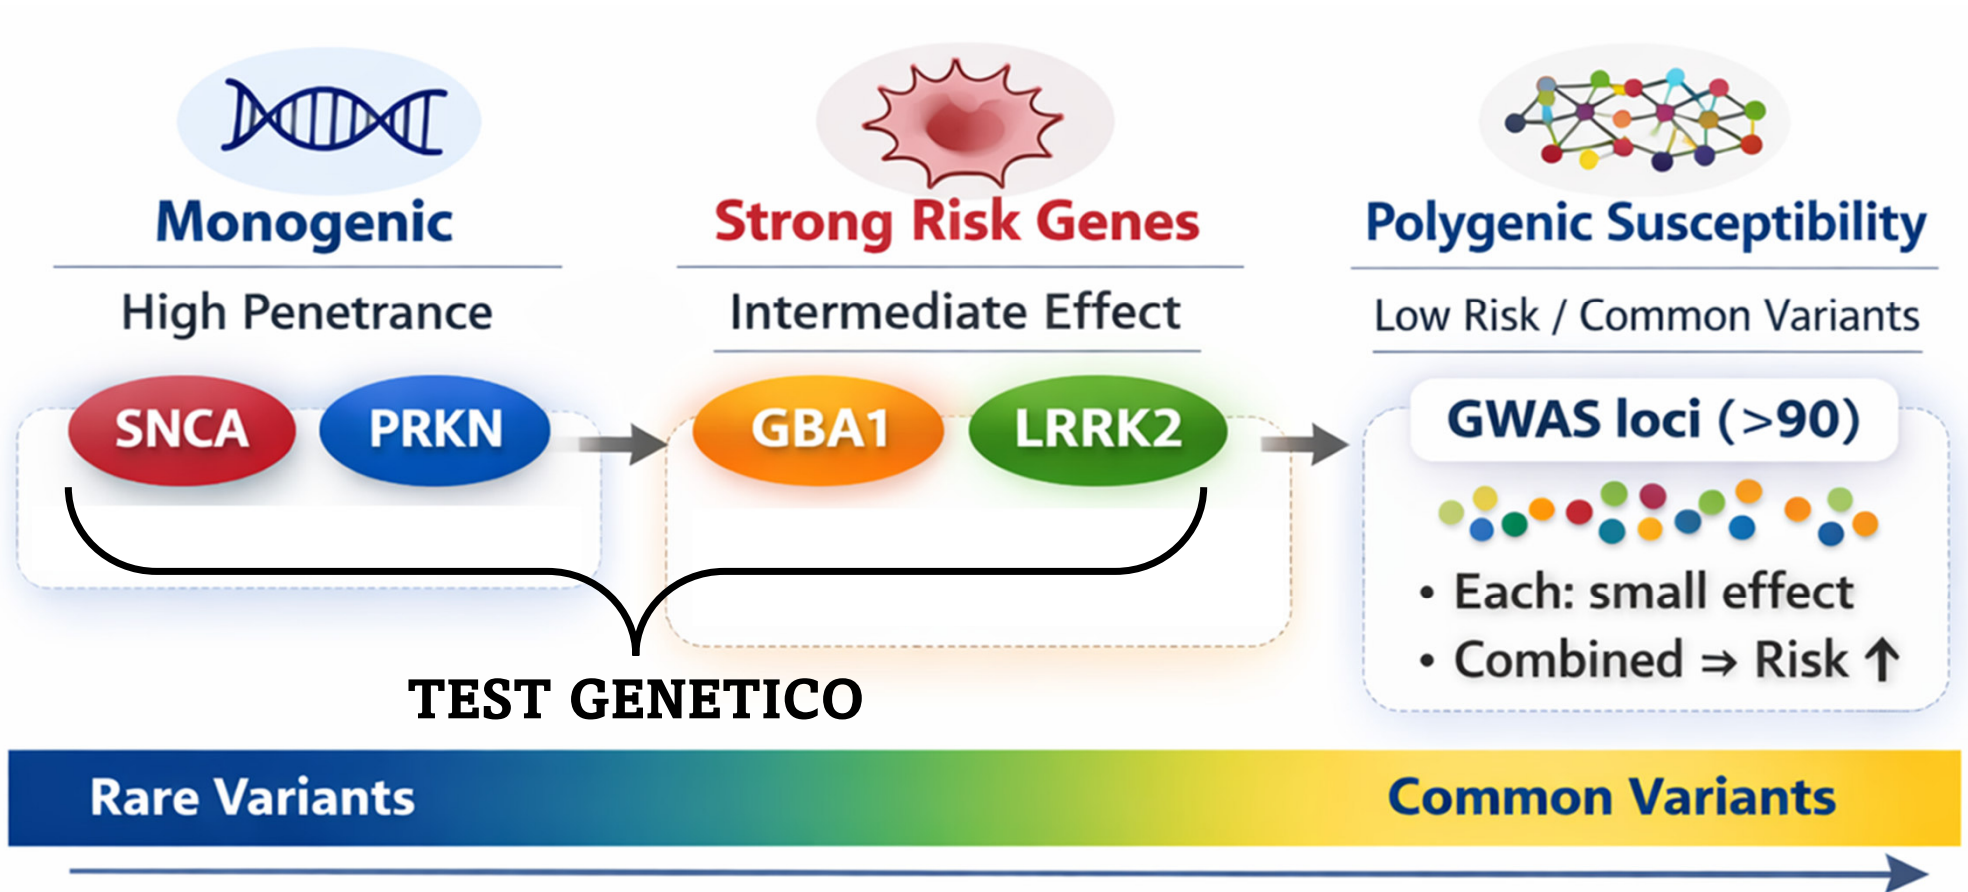 Monogenic
High Penetrance
SNCA
PRKN
Strong Risk Genes
Intermediate Effect
GBA1
LRRK2
Polygenic Susceptibility
Low Risk / Common Variants
GWAS loci (>90)
• Each: small effect
• Combined ⇒ Risk ↑
TEST GENETICO
Rare Variants
Common Variants